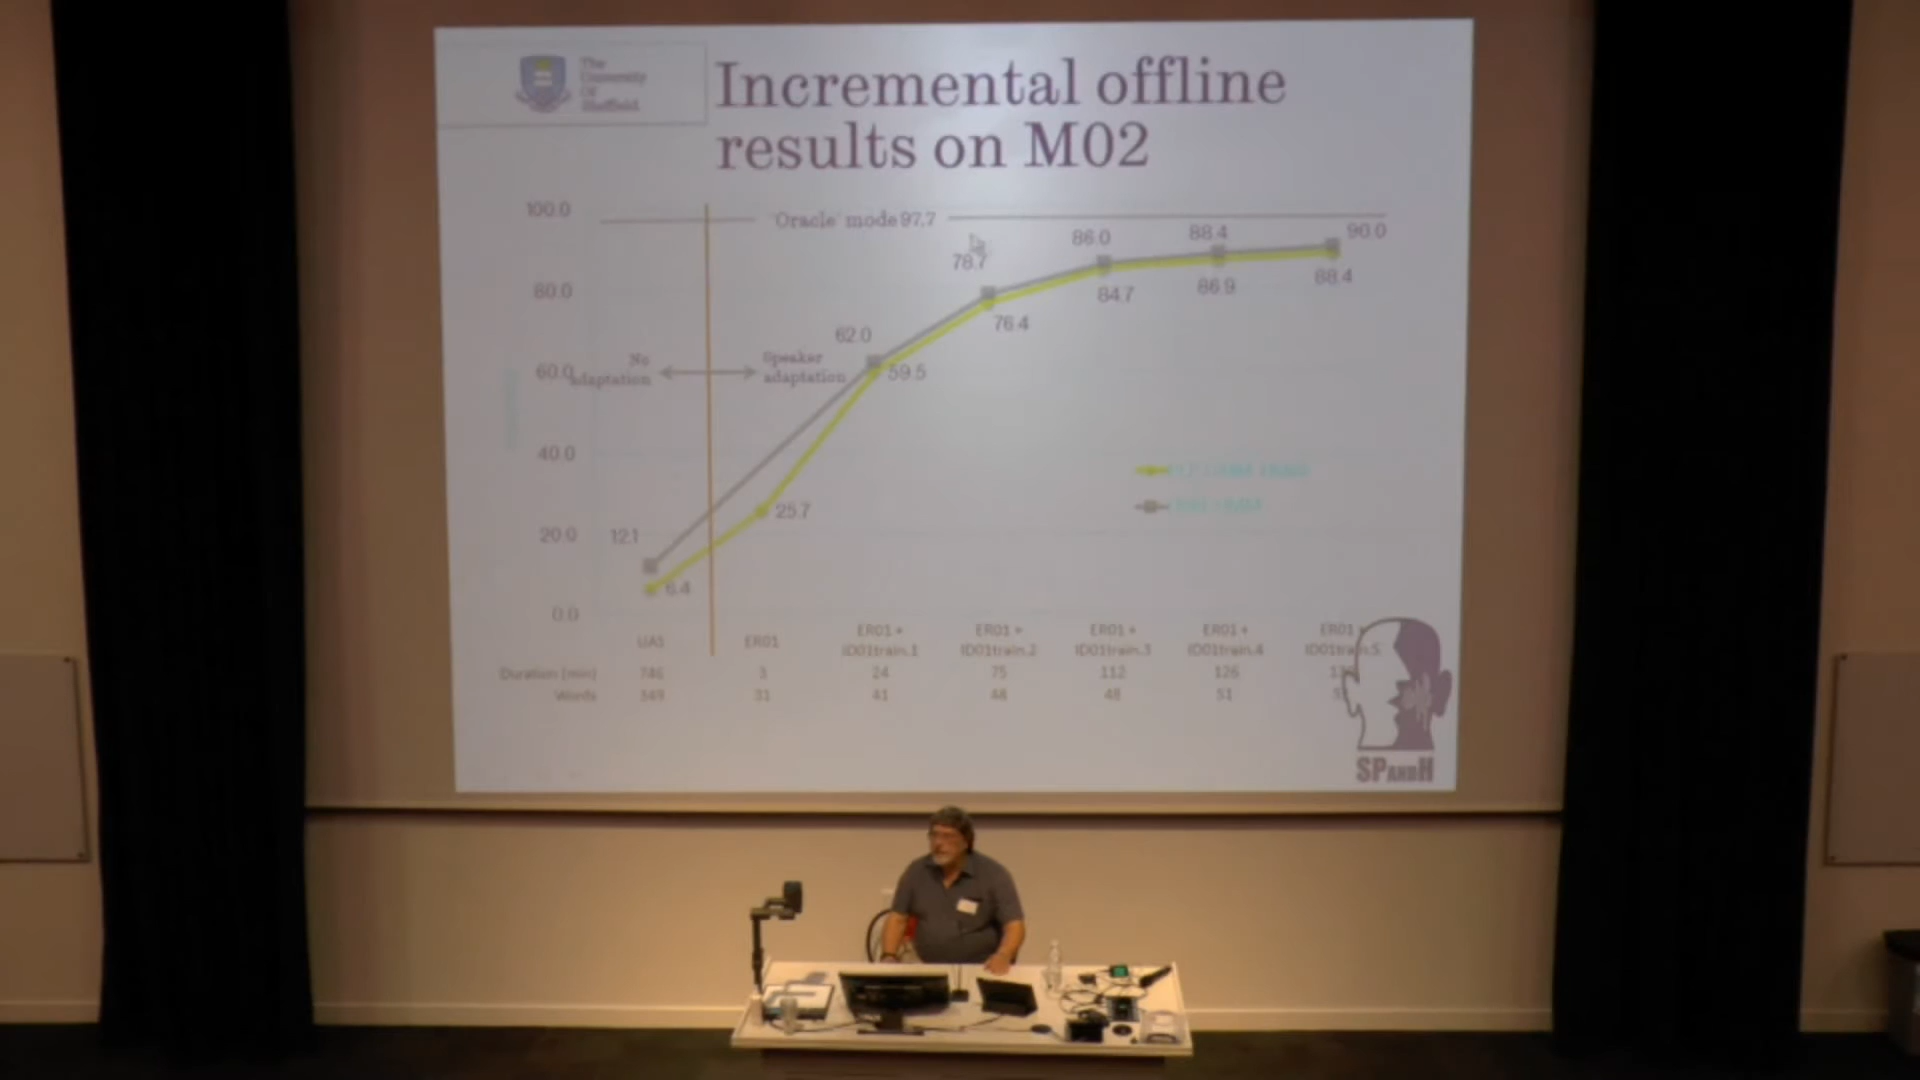 The
University
Of
Sheffield.
Incremental offline
results on M02
100.0
'Oracle' mode 97.7
86.0
88.4
90.0
78.7
80.0
84.7
86.9
88.4
76.4
62.0
No
adaptation
Speaker
adaptation
60.0
59.5
40.0
25.7
20.0
12.1
6.4
0.0
UAS
ER01
ER01 +
ID01train.1
ER01 +
ID01train.2
ER01 +
ID01train.3
ER01 +
ID01train.4
ER01
Duration (min) 746 3 24 75 112 126
Words 349 31 41 48 48 51
SPANDH